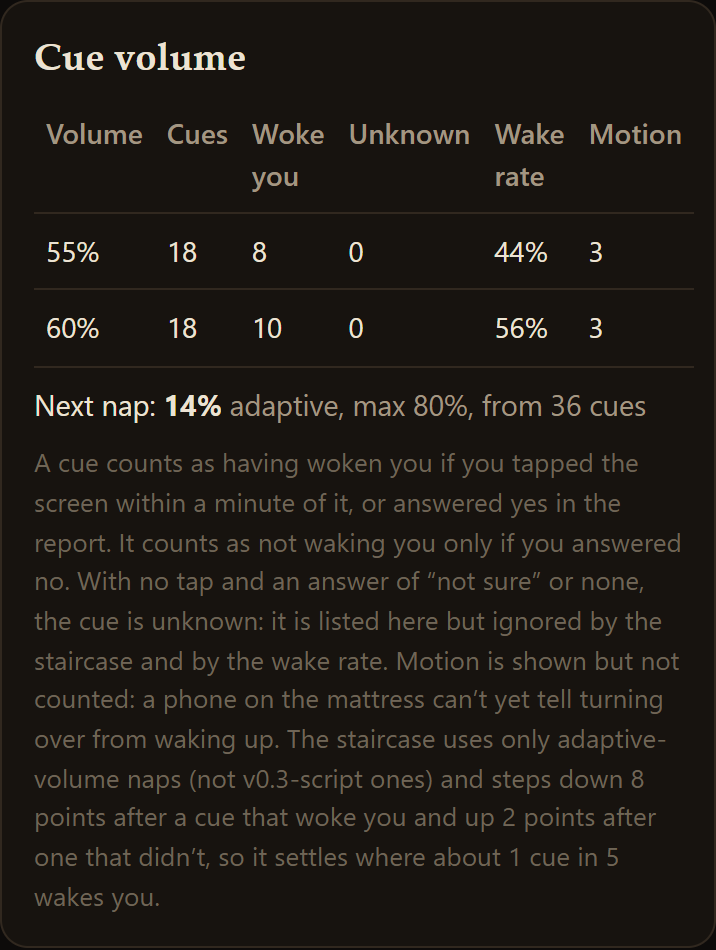 Cue volume
Volume Cues Woke you Unknown Wake rate Motion
55% 18 8 0 44% 3
60% 18 10 0 56% 3
Next nap: 14% adaptive, max 80%, from 36 cues
A cue counts as having woken you if you tapped the
screen within a minute of it, or answered yes in the
report. It counts as not waking you only if you answered
no. With no tap and an answer of “not sure” or none,
the cue is unknown: it is listed here but ignored by the
staircase and by the wake rate. Motion is shown but not
counted: a phone on the mattress can’t yet tell turning
over from waking up. The staircase uses only adaptive-
volume naps (not v0.3-script ones) and steps down 8
points after a cue that woke you and up 2 points after
one that didn’t, so it settles where about 1 cue in 5
wakes you.